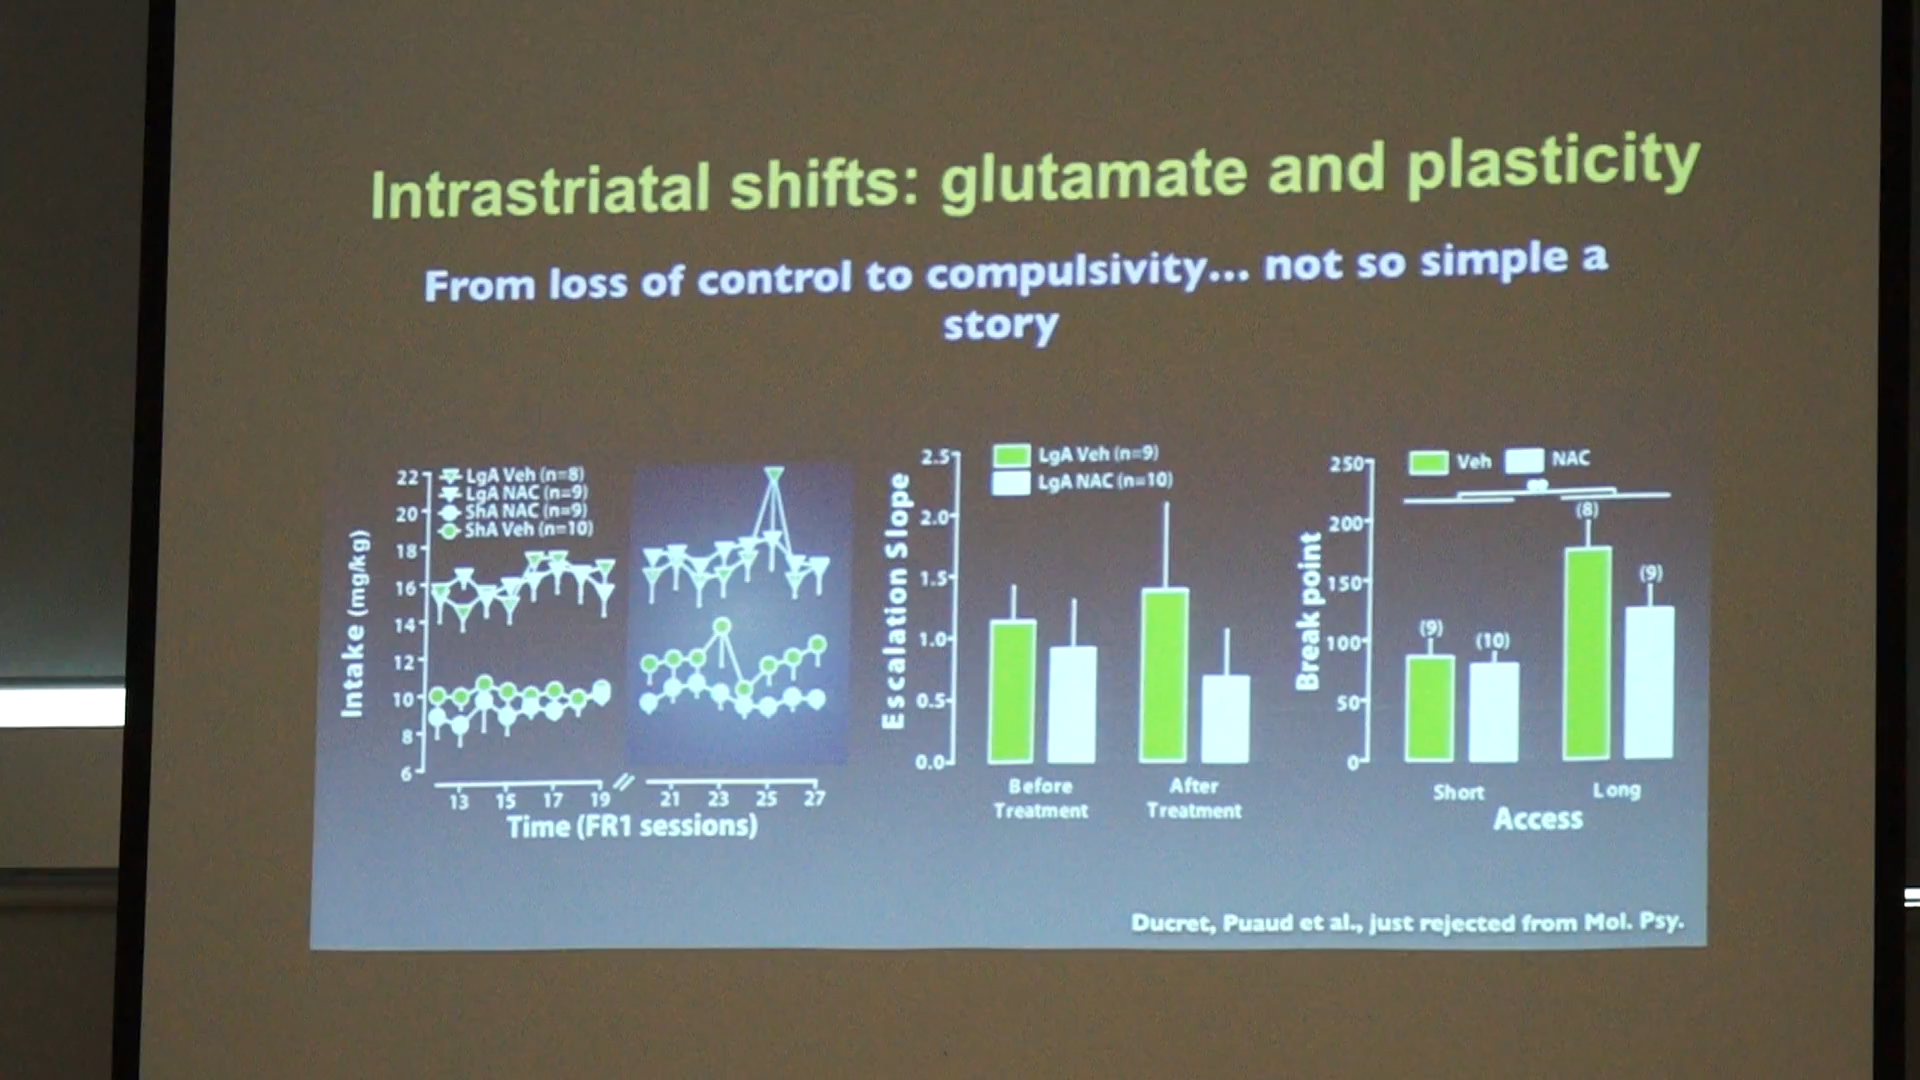 Intrastriatal shifts: glutamate and plasticity
From loss of control to compulsivity... not so simple a
story
22
20
18
16
14
12
10
8
6
Intake (mg/kg)
LgA Veh (n=8)
LgA NAC (n=9)
ShA NAC (n=9)
ShA Veh (n=10)
13 15 17 19 21 23 25 27
Time (FR1 sessions)
2.5
2.0
1.5
1.0
0.5
0.0
Escalation Slope
LgA Veh (n=9)
LgA NAC (n=10)
Before
Treatment
After
Treatment
250
200
150
100
50
0
Break point
Veh NAC
(9)
(10)
(8)
(9)
Short Long
Access
Ducret, Puaud et al., just rejected from Mol. Psy.